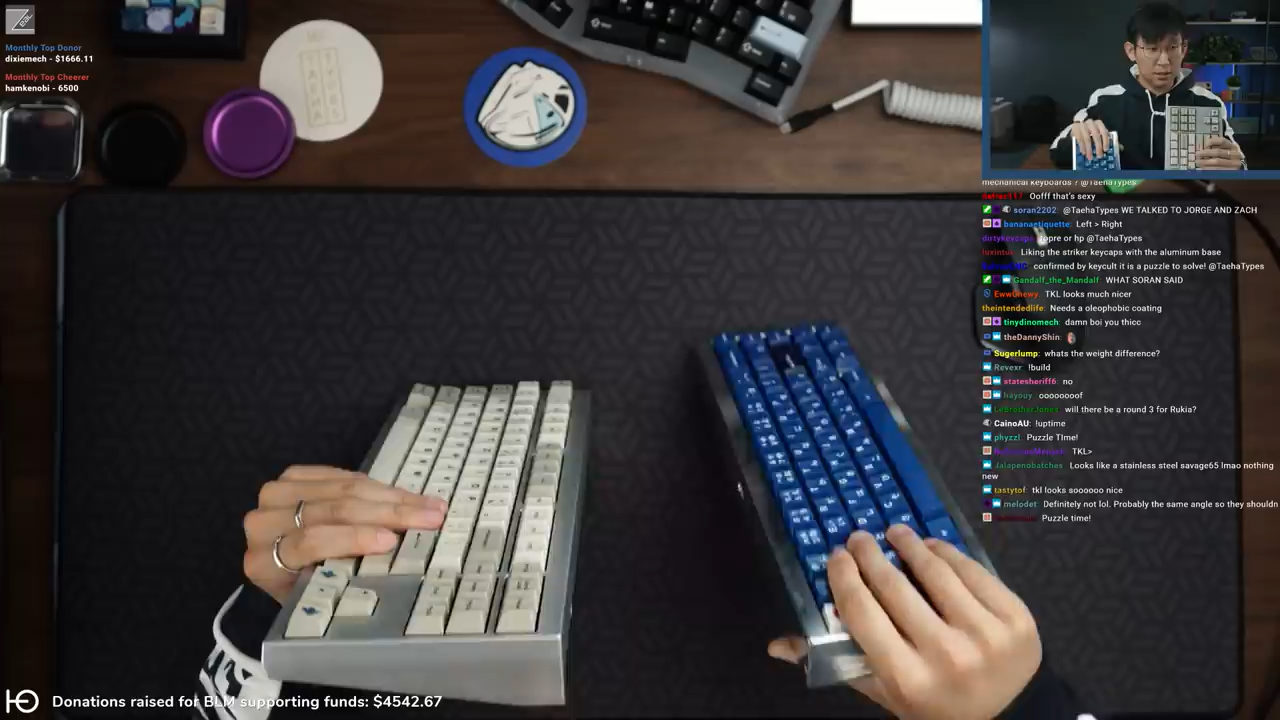 Monthly Top Donor
dixiemech - $1666.11
Monthly Top Cheerer
hamkenobi - 6500
TAEHA TYPES
mechanical keyboards ? @TaehaTypes
Oofff that's sexy
soran2202: @TaehaTypes WE TALKED TO JORGE AND ZACH
bananaetiquette: Left > Right
topre or hp @TaehaTypes
Liking the striker keycaps with the aluminum base
confirmed by keycult it is a puzzle to solve! @TaehaTypes
Gandalf_the_Mandalf: WHAT SORAN SAID
EwwChewy: TKL looks much nicer
theintendedlife: Needs a oleophobic coating
tinydinomech: damn boi you thicc
theDannyShin:
Sugerlump: whats the weight difference?
Revexr: !build
statesheriff6: no
hayouy: oooooooof
will there be a round 3 for Rukia?
CainoAU: !uptime
phyzzl: Puzzle TIme!
TKL>
Jalapenobatches: Looks like a stainless steel savage65 lmao nothing
new
tastytof: tkl looks soooooo nice
melodet: Definitely not lol. Probably the same angle so they shouldn
Puzzle time!
Donations raised for BLM supporting funds: $4542.67